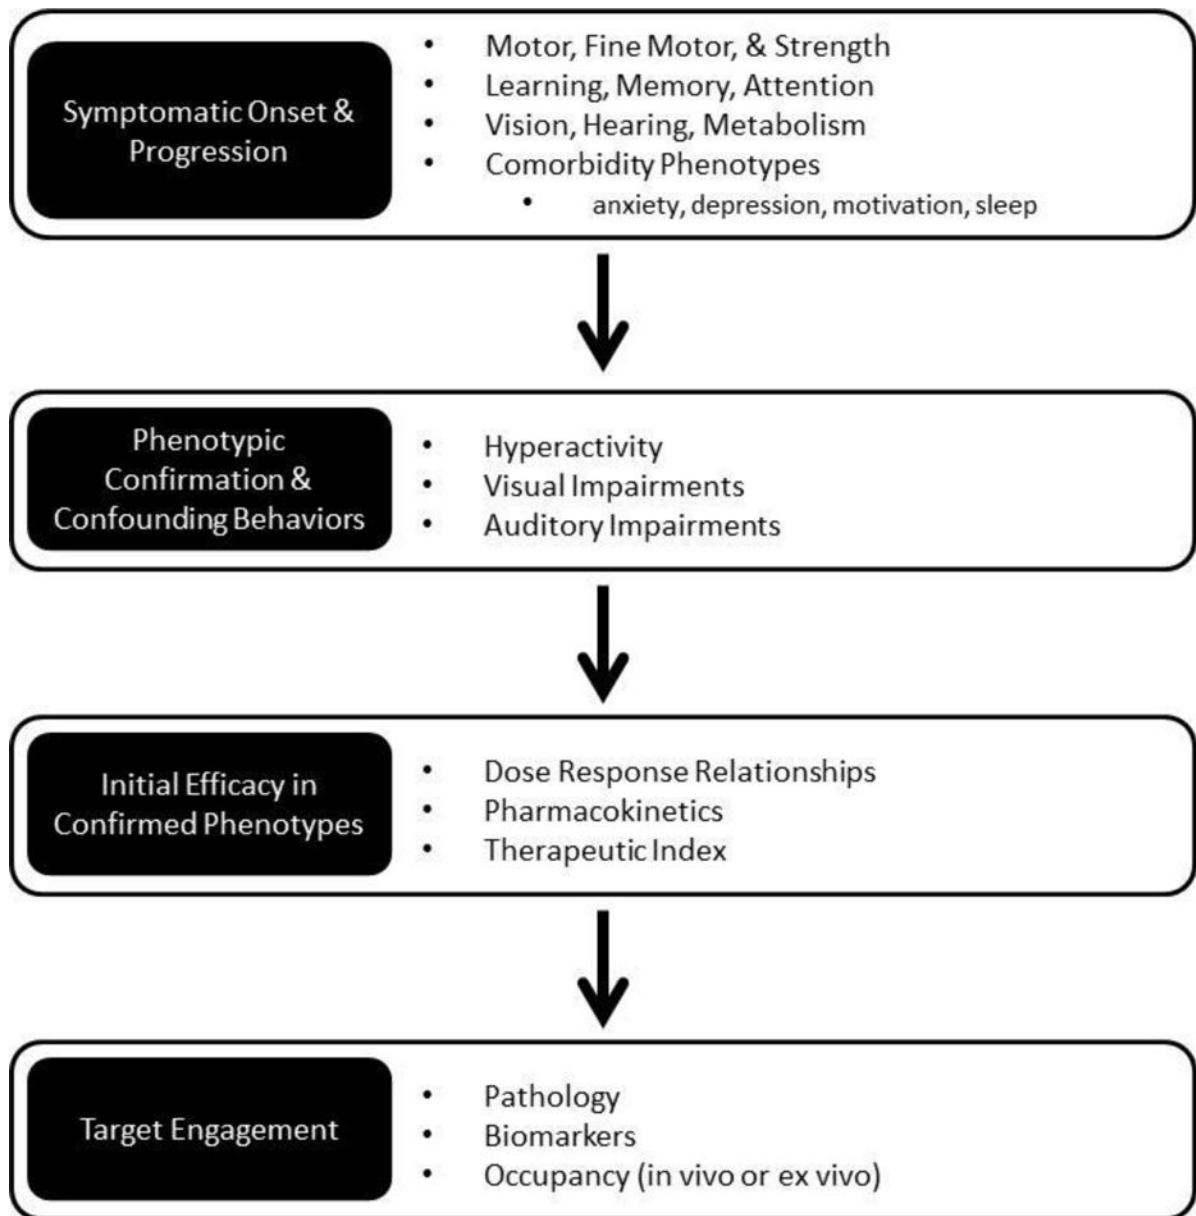 Symptomatic Onset &
Progression
• Motor, Fine Motor, & Strength
• Learning, Memory, Attention
• Vision, Hearing, Metabolism
• Comorbidity Phenotypes
• anxiety, depression, motivation, sleep
Phenotypic
Confirmation &
Confounding Behaviors
• Hyperactivity
• Visual Impairments
• Auditory Impairments
Initial Efficacy in
Confirmed Phenotypes
• Dose Response Relationships
• Pharmacokinetics
• Therapeutic Index
Target Engagement
• Pathology
• Biomarkers
• Occupancy (in vivo or ex vivo)